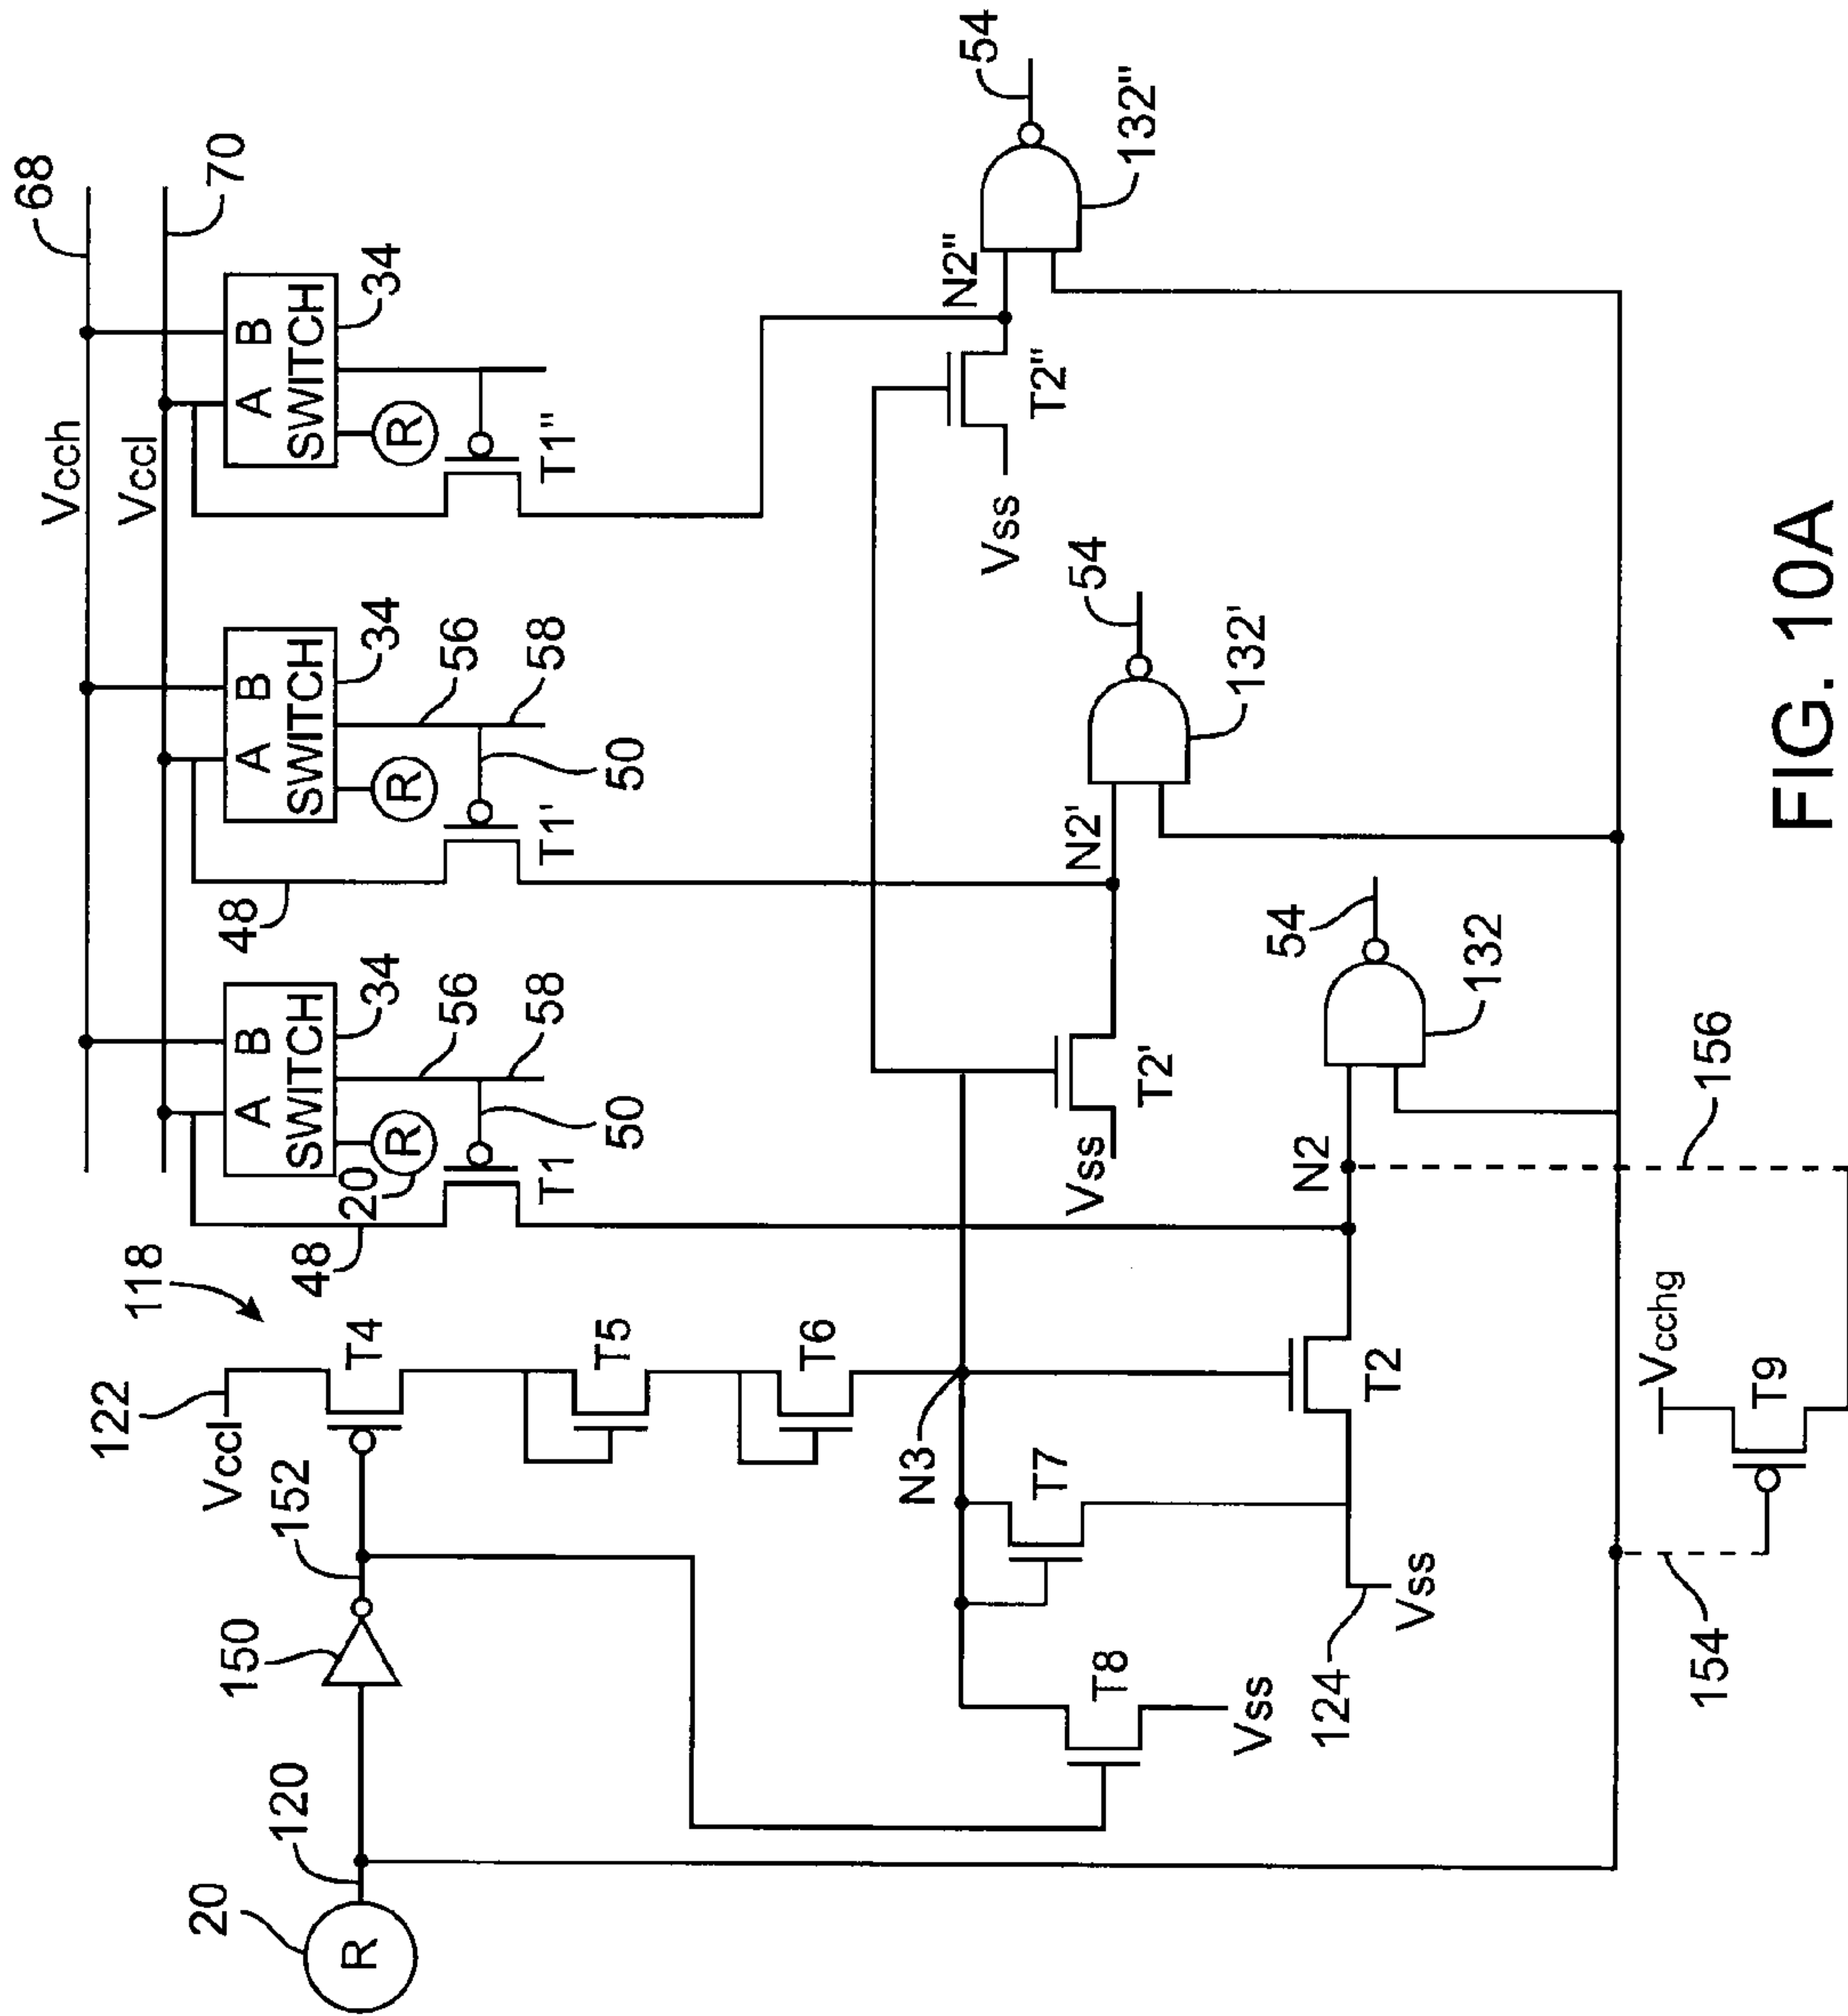 68
Vcch
70
Vccl
B
A
SWITCH
34
R
T1"
B
A
SWITCH
34
56
58
R
50
T1'
48
B
A
SWITCH
34
56
58
R
20
50
T1
48
118
122
Vccl
T4
T5
T6
152
150
120
20
R
N3
T7
T8
Vss
124
Vss
T2
N2
132
54
T2'
Vss
N2'
132'
54
T2"
Vss
N2"
132"
54
154
Vcchg
T9
156
FIG. 10A